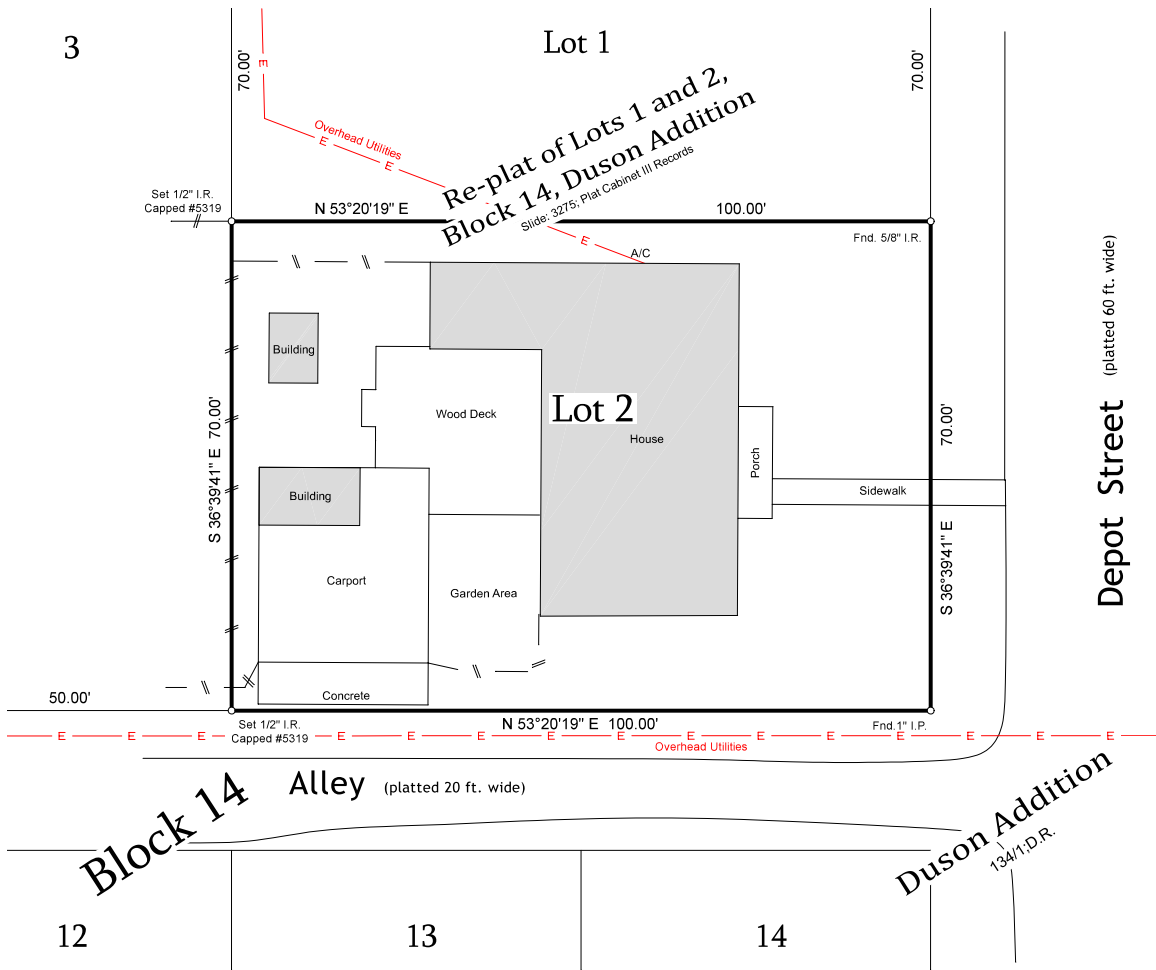 3
Lot 1
70.00'
70.00'
E
Overhead Utilities
E
E
Re-plat of Lots 1 and 2,
Block 14, Duson Addition
Slide: 3275; Plat Cabinet III Records
Set 1/2" I.R.
Capped #5319
N 53°20'19" E
100.00'
Fnd. 5/8" I.R.
E
A/C
Building
Wood Deck
Lot 2
House
Porch
Sidewalk
Building
Carport
Garden Area
Concrete
S 36°39'41" E 70.00'
70.00'
S 36°39'41" E
Depot Street (platted 60 ft. wide)
50.00'
Set 1/2" I.R.
Capped #5319
N 53°20'19" E 100.00'
Fnd.1" I.P.
E E E E E E E E E E E E E E E
Overhead Utilities
Alley (platted 20 ft. wide)
Block 14
Duson Addition
134/1;D.R.
12
13
14